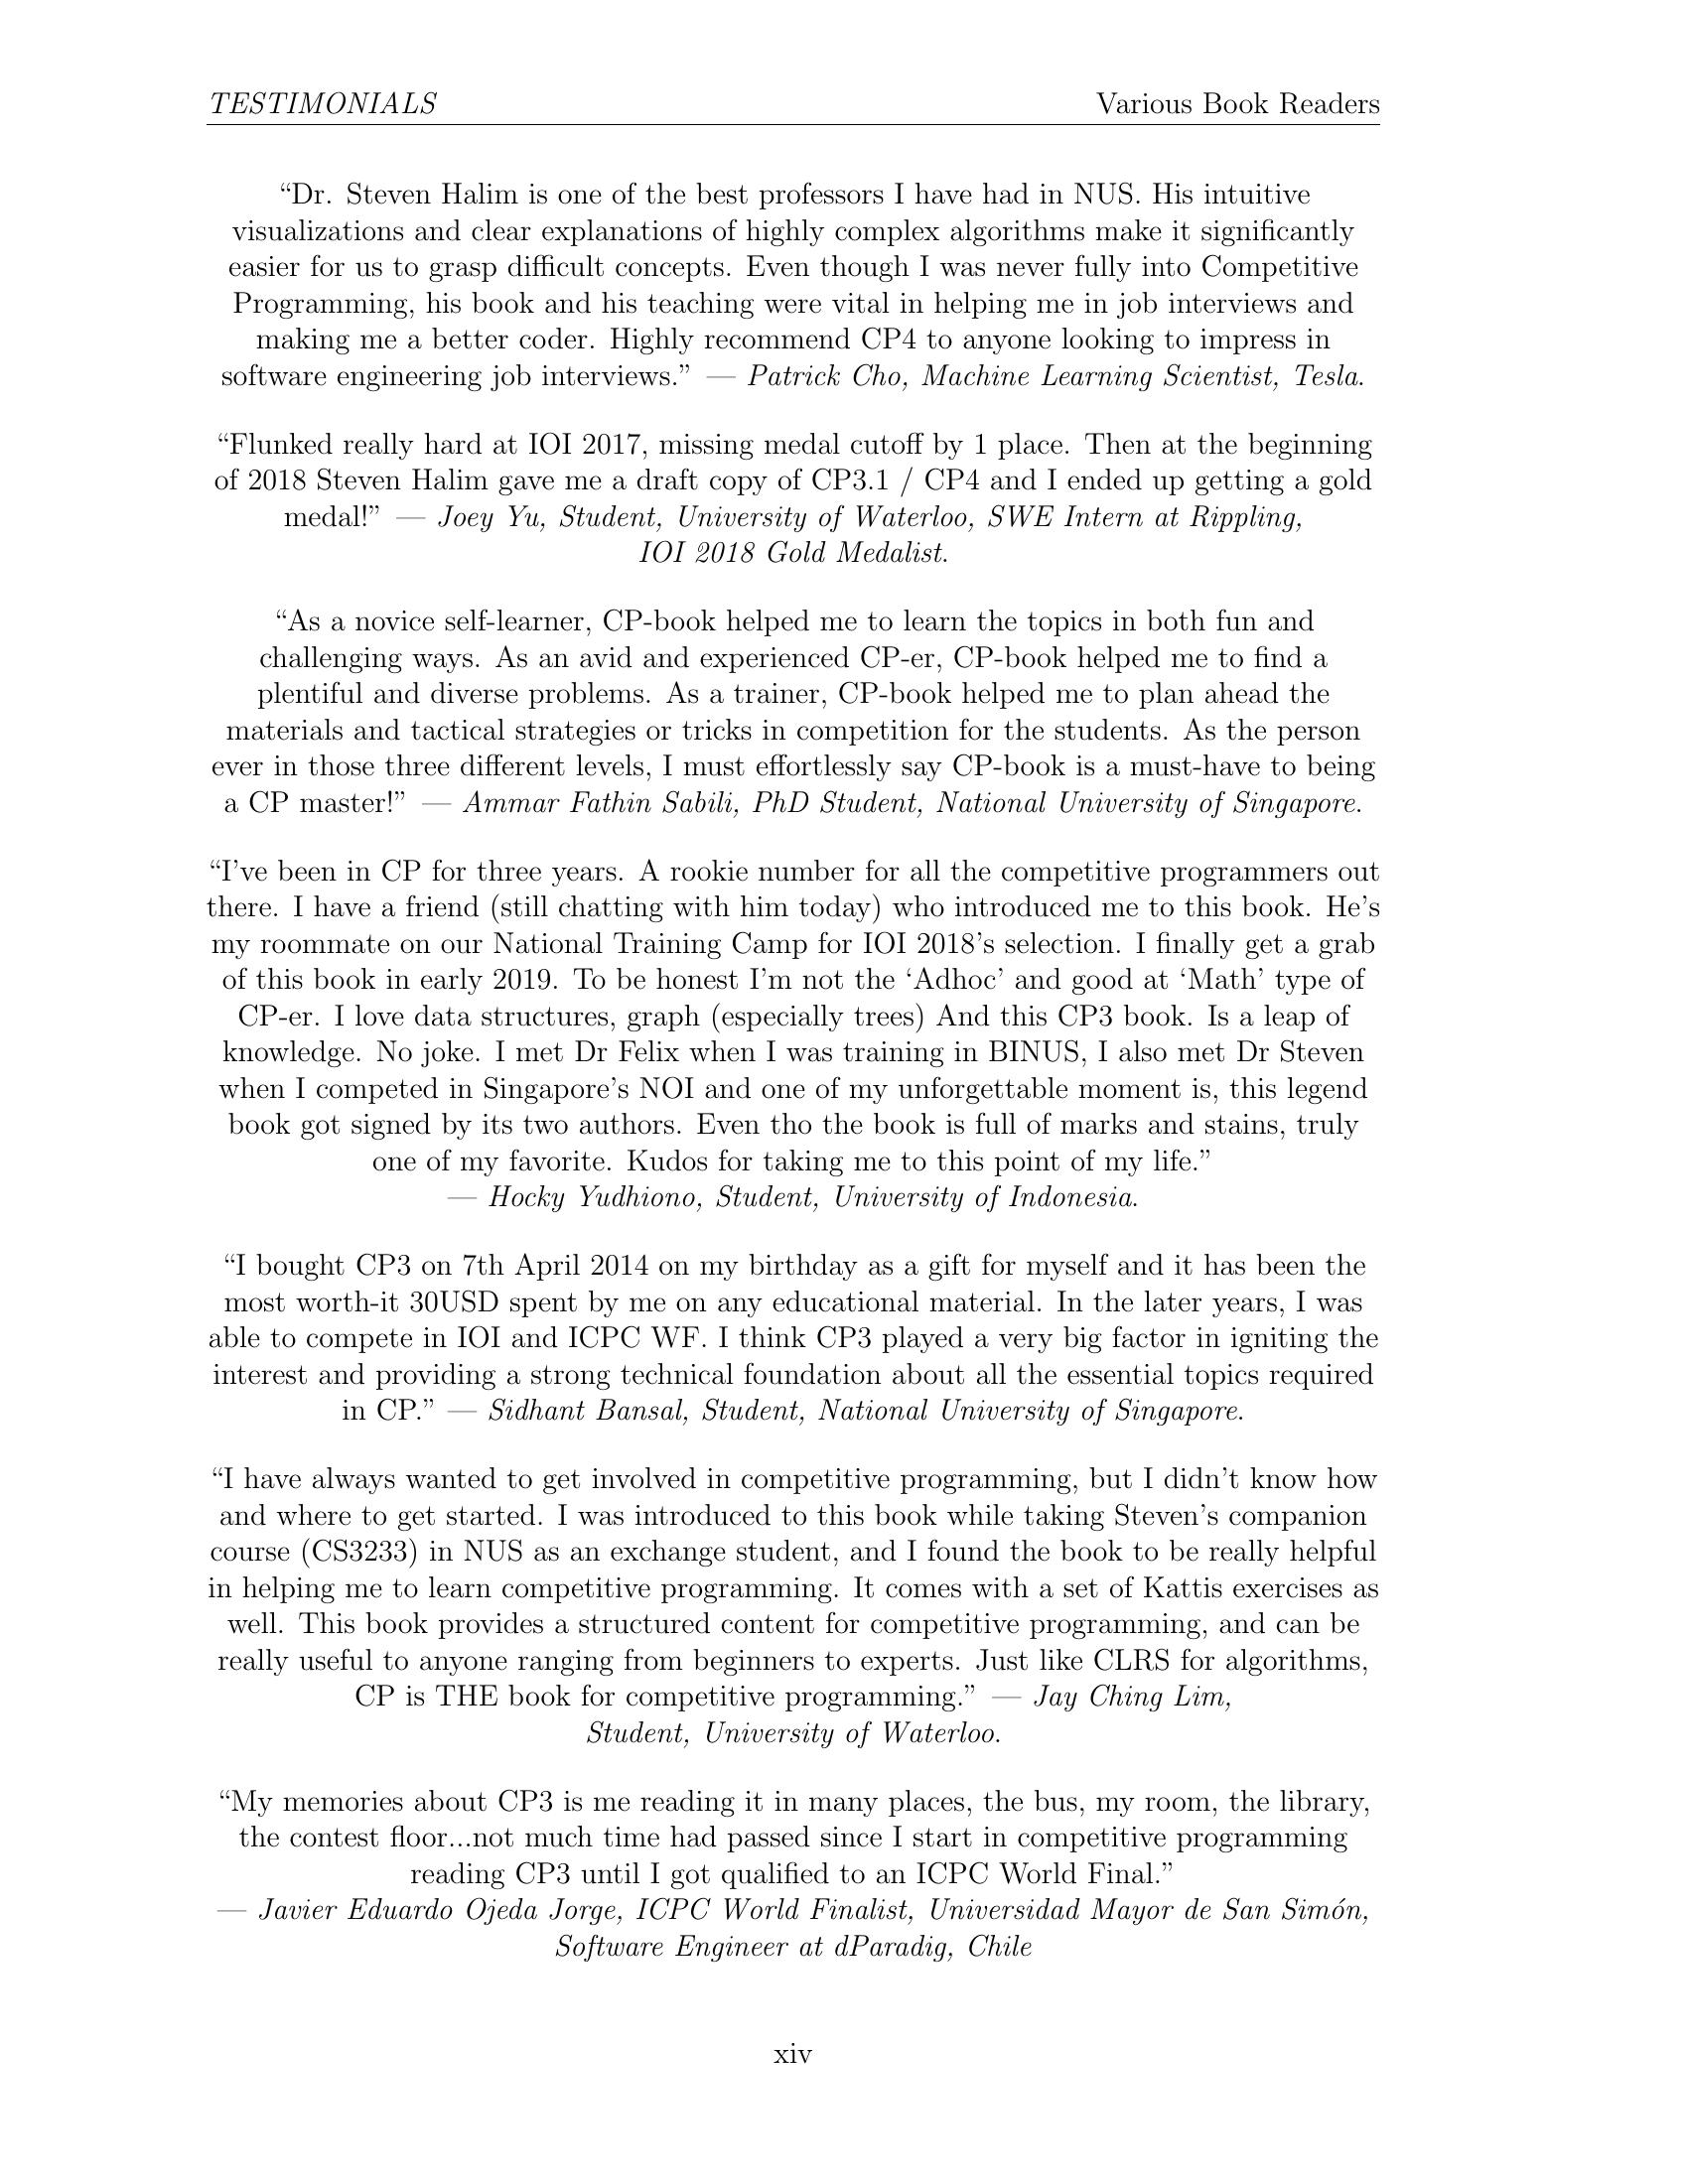 TESTIMONIALS Various Book Readers
“Dr. Steven Halim is one of the best professors I have had in NUS. His intuitive
visualizations and clear explanations of highly complex algorithms make it significantly
easier for us to grasp difficult concepts. Even though I was never fully into Competitive
Programming, his book and his teaching were vital in helping me in job interviews and
making me a better coder. Highly recommend CP4 to anyone looking to impress in
software engineering job interviews.” — Patrick Cho, Machine Learning Scientist, Tesla.
“Flunked really hard at IOI 2017, missing medal cutoff by 1 place. Then at the beginning
of 2018 Steven Halim gave me a draft copy of CP3.1 / CP4 and I ended up getting a gold
medal!” — Joey Yu, Student, University of Waterloo, SWE Intern at Rippling,
IOI 2018 Gold Medalist.
“As a novice self-learner, CP-book helped me to learn the topics in both fun and
challenging ways. As an avid and experienced CP-er, CP-book helped me to find a
plentiful and diverse problems. As a trainer, CP-book helped me to plan ahead the
materials and tactical strategies or tricks in competition for the students. As the person
ever in those three different levels, I must effortlessly say CP-book is a must-have to being
a CP master!” — Ammar Fathin Sabili, PhD Student, National University of Singapore.
“I’ve been in CP for three years. A rookie number for all the competitive programmers out
there. I have a friend (still chatting with him today) who introduced me to this book. He’s
my roommate on our National Training Camp for IOI 2018’s selection. I finally get a grab
of this book in early 2019. To be honest I’m not the ‘Adhoc’ and good at ‘Math’ type of
CP-er. I love data structures, graph (especially trees) And this CP3 book. Is a leap of
knowledge. No joke. I met Dr Felix when I was training in BINUS, I also met Dr Steven
when I competed in Singapore’s NOI and one of my unforgettable moment is, this legend
book got signed by its two authors. Even tho the book is full of marks and stains, truly
one of my favorite. Kudos for taking me to this point of my life.”
— Hocky Yudhiono, Student, University of Indonesia.
“I bought CP3 on 7th April 2014 on my birthday as a gift for myself and it has been the
most worth-it 30USD spent by me on any educational material. In the later years, I was
able to compete in IOI and ICPC WF. I think CP3 played a very big factor in igniting the
interest and providing a strong technical foundation about all the essential topics required
in CP.” — Sidhant Bansal, Student, National University of Singapore.
“I have always wanted to get involved in competitive programming, but I didn’t know how
and where to get started. I was introduced to this book while taking Steven’s companion
course (CS3233) in NUS as an exchange student, and I found the book to be really helpful
in helping me to learn competitive programming. It comes with a set of Kattis exercises as
well. This book provides a structured content for competitive programming, and can be
really useful to anyone ranging from beginners to experts. Just like CLRS for algorithms,
CP is THE book for competitive programming.” — Jay Ching Lim,
Student, University of Waterloo.
“My memories about CP3 is me reading it in many places, the bus, my room, the library,
the contest floor...not much time had passed since I start in competitive programming
reading CP3 until I got qualified to an ICPC World Final.”
— Javier Eduardo Ojeda Jorge, ICPC World Finalist, Universidad Mayor de San Simón,
Software Engineer at dParadig, Chile
xiv